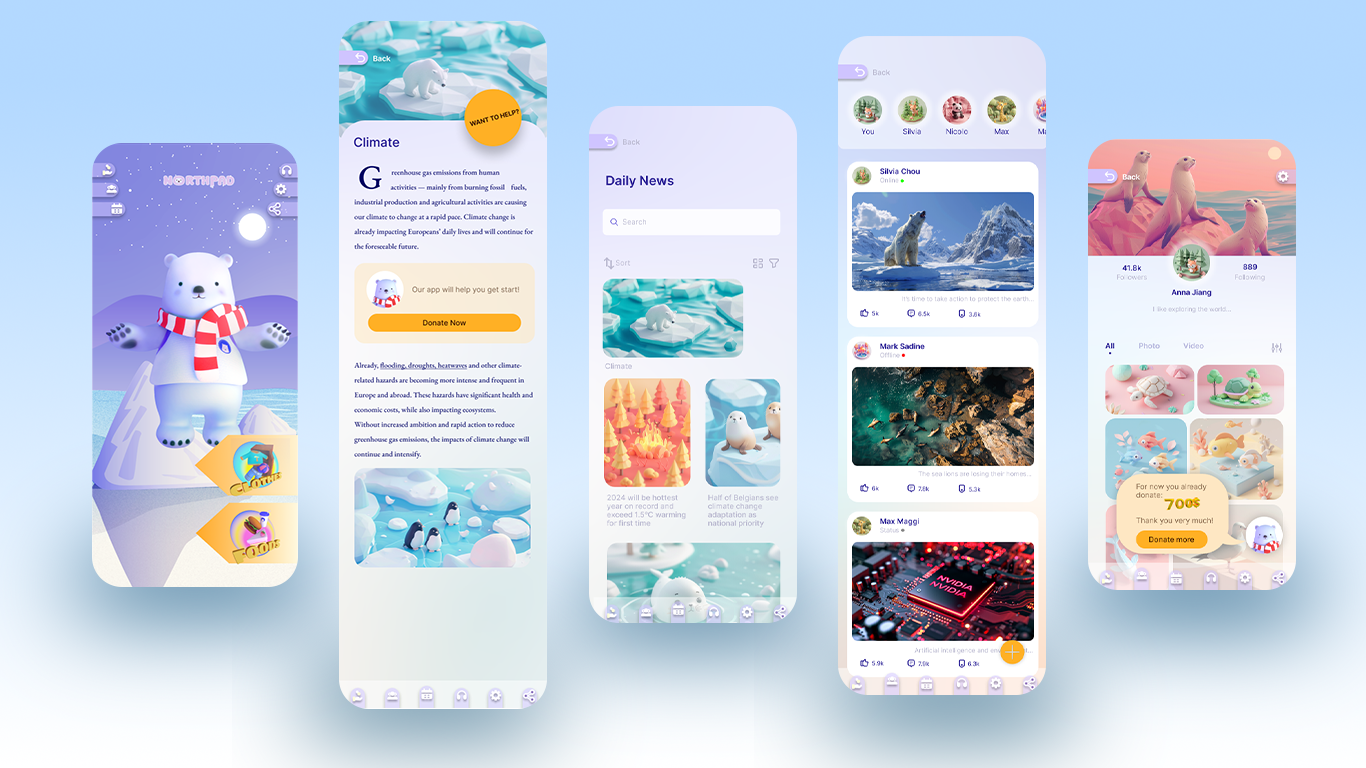 NORTHPAD
CLOTHES
FOODS
Back
WANT TO HELP?
Climate
Greenhouse gas emissions from human
activities — mainly from burning fossil fuels,
industrial production and agricultural activities are causing
our climate to change at a rapid pace. Climate change is
already impacting Europeans' daily lives and will continue for
the foreseeable future.
Our app will help you get start!
Donate Now
Already, flooding, droughts, heatwaves and other climate-
related hazards are becoming more intense and frequent in
Europe and abroad. These hazards have significant health and
economic costs, while also impacting ecosystems.
Without increased ambition and rapid action to reduce
greenhouse gas emissions, the impacts of climate change will
continue and intensify.
Back
Daily News
Search
Sort
Climate
2024 will be hottest
year on record and
exceed 1.5°C warming
for first time
Half of Belgians see
climate change
adaptation as
national priority
Back
You Silvia Nicolo Max Ma
Silvia Chou
Online
It's time to take action to protect the earth...
5k 6.5k 3.8k
Mark Sadine
Offline
The sea lions are losing their homes...
6k 7.8k 5.3k
Max Maggi
Status
NVIDIA
NVIDIA
Artificial intelligence and
5.9k 7.9k 6.3k
Back
41.8k 889
Followers Following
Anna Jiang
I like exploring the world...
All Photo Video
For now you already
donate: 700$
Thank you very much!
Donate more